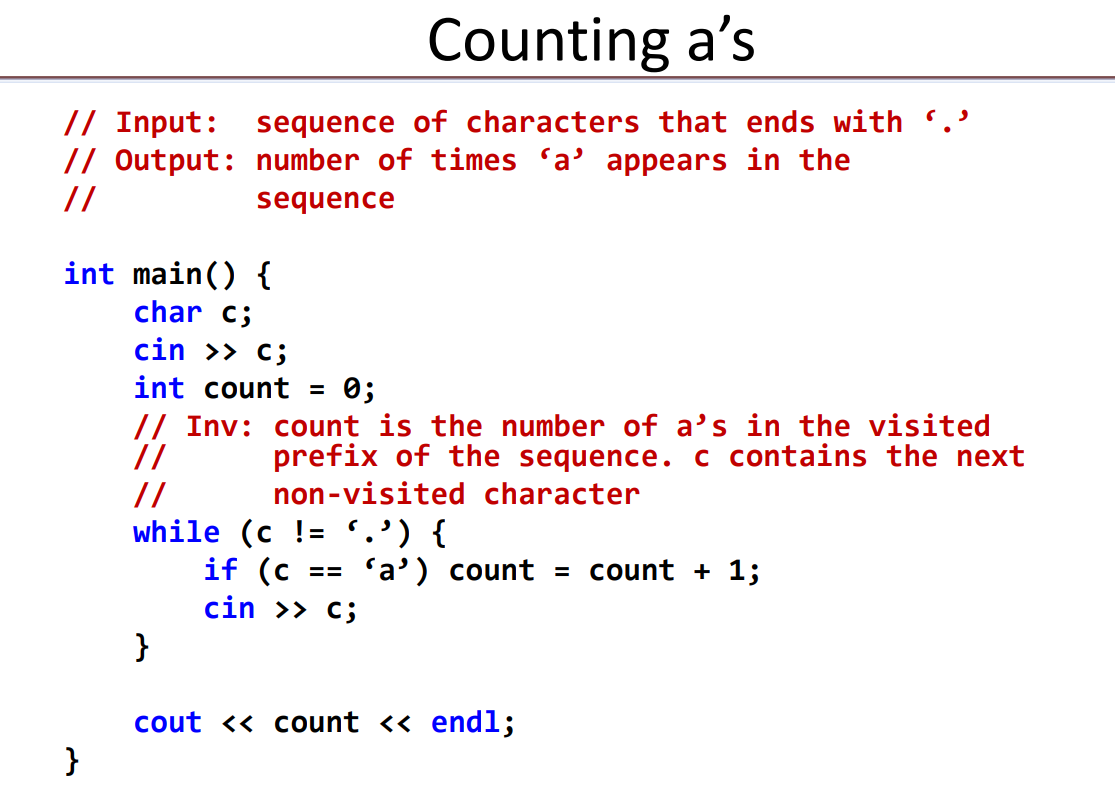 Counting a’s
// Input:  sequence of characters that ends with ‘.’
// Output: number of times ‘a’ appears in the
//         sequence
int main() {
    char c;
    cin >> c;
    int count = 0;
    // Inv: count is the number of a’s in the visited
    //      prefix of the sequence. c contains the next
    //      non-visited character
    while (c != ‘.’) {
        if (c == ‘a’) count = count + 1;
        cin >> c;
    }
    cout << count << endl;
}